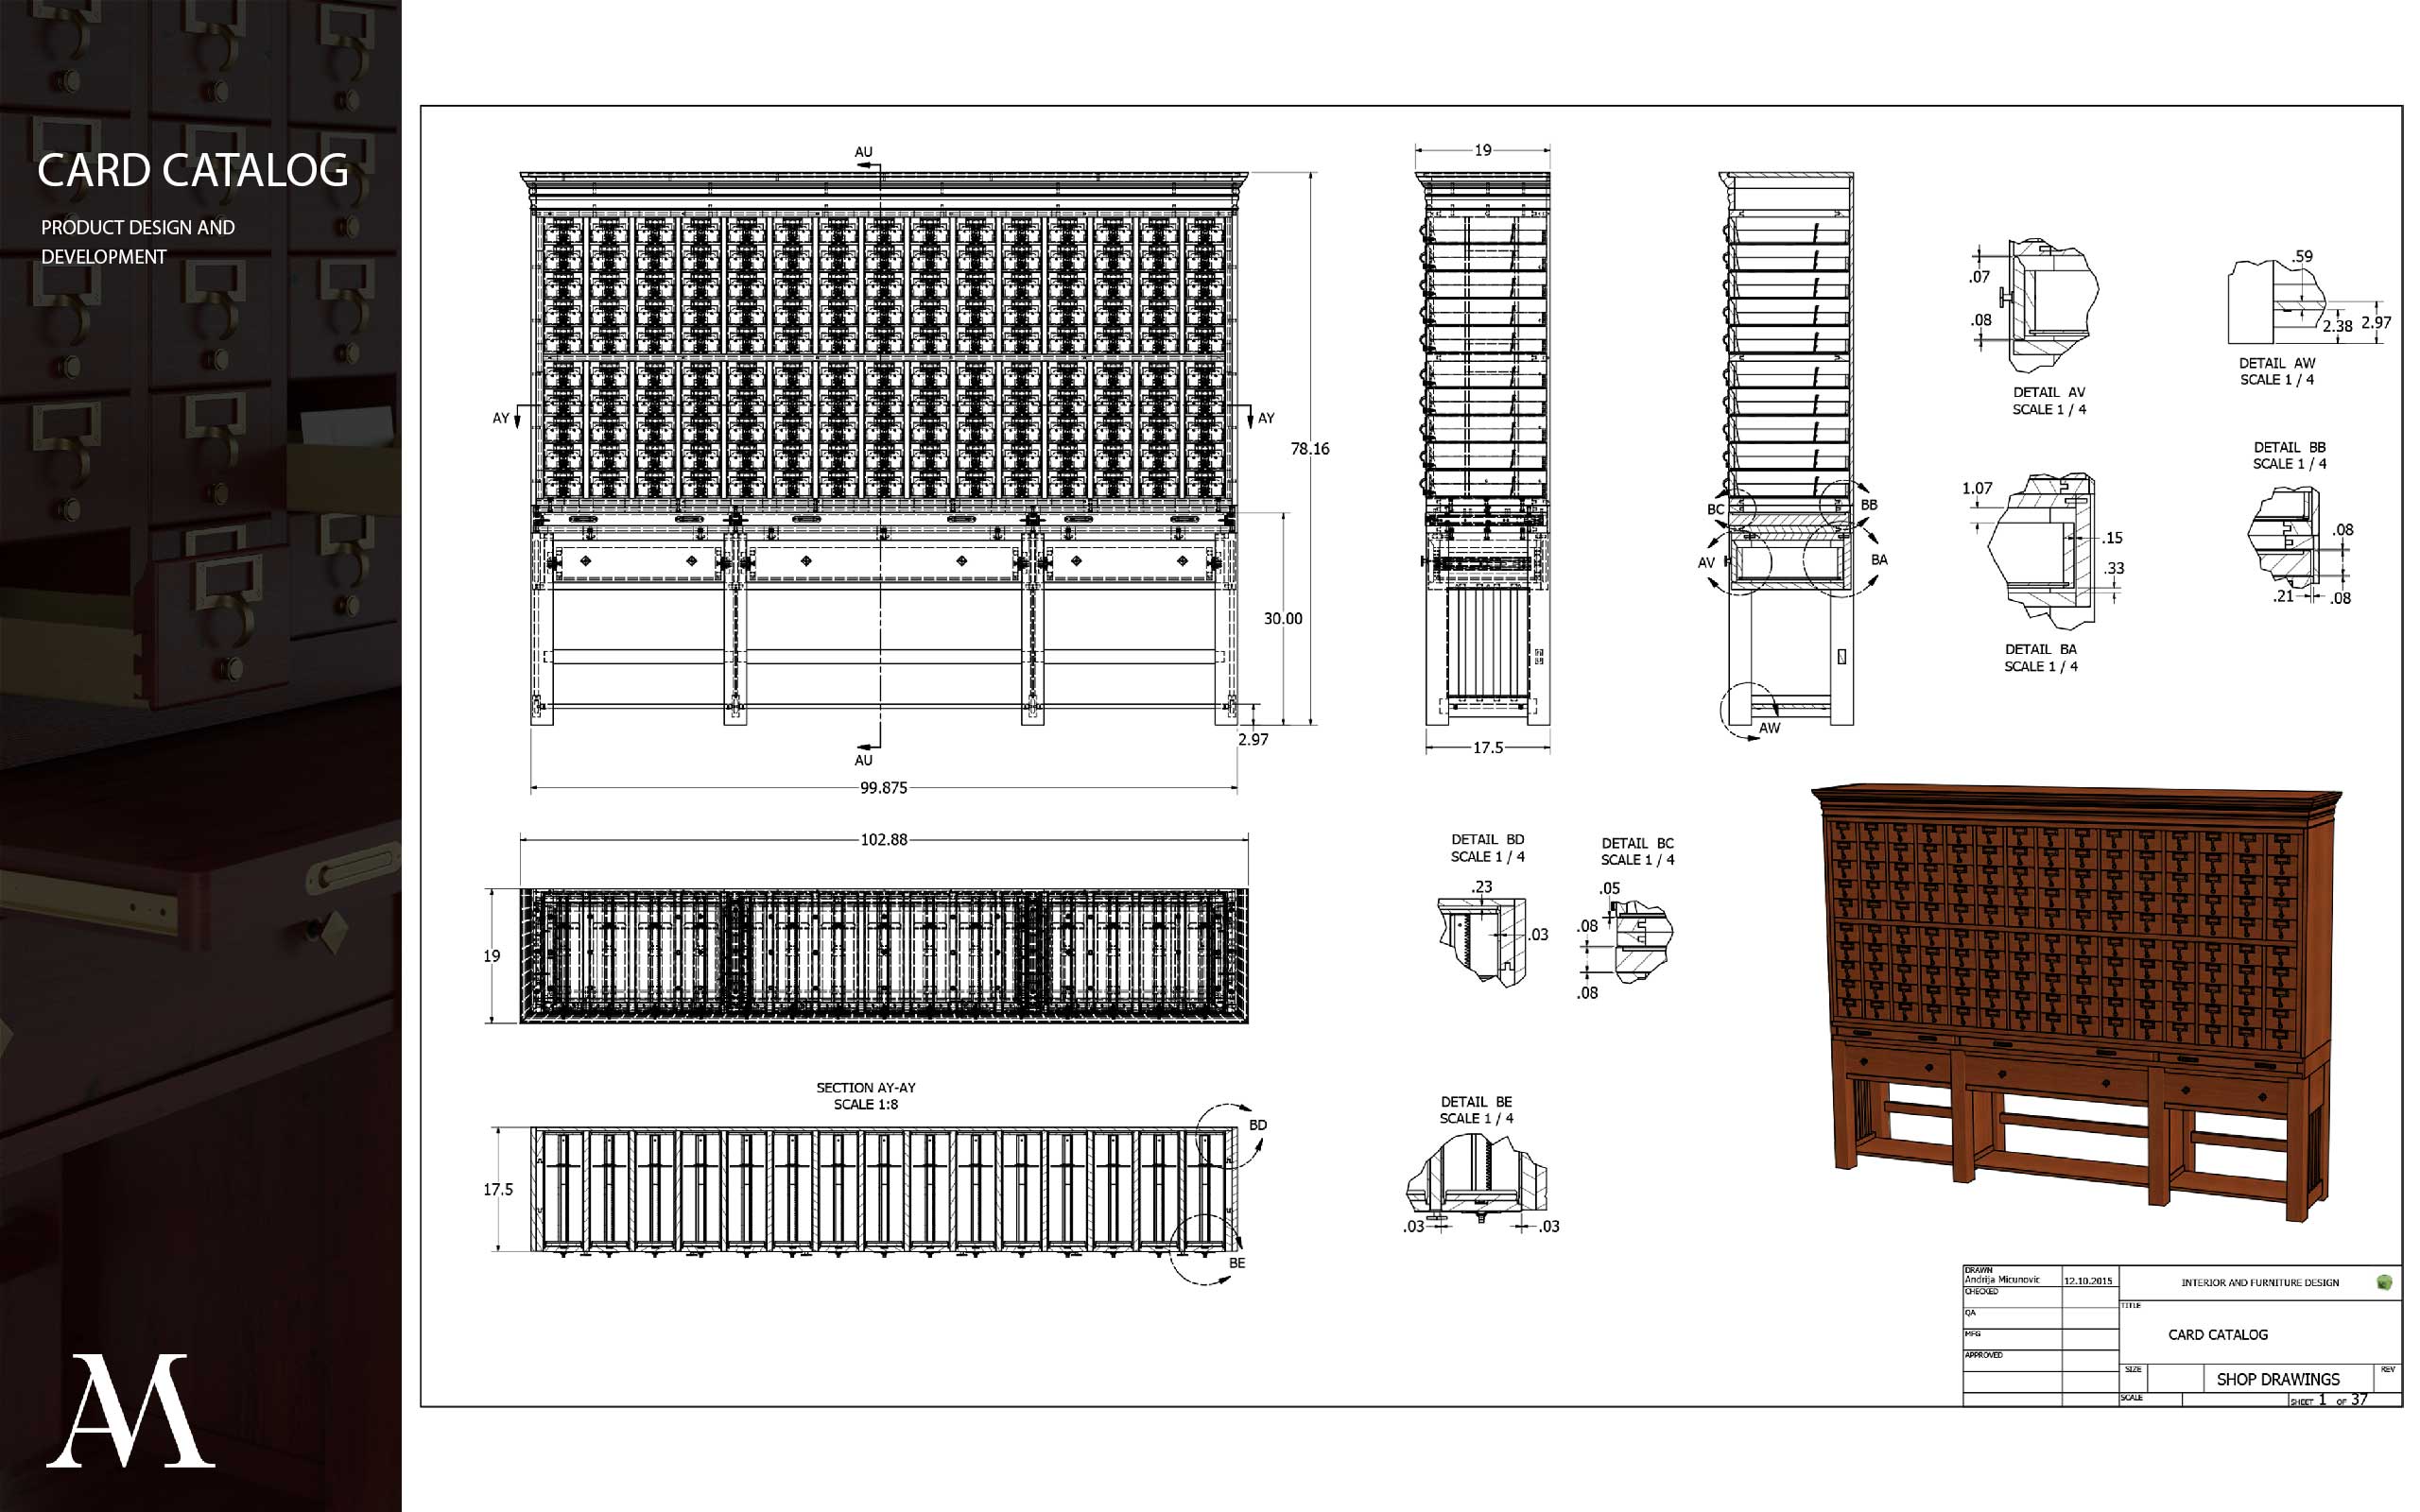 CARD CATALOG
PRODUCT DESIGN AND
DEVELOPMENT
AM
AU
AY
AY
78.16
30.00
2.97
AU
99.875
19
17.5
BC
BB
AV
BA
AW
.07
.08
DETAIL AV
SCALE 1 / 4
.59
2.38
2.97
DETAIL AW
SCALE 1 / 4
1.07
.15
.33
DETAIL BA
SCALE 1 / 4
DETAIL BB
SCALE 1 / 4
.08
.21
.08
102.88
19
DETAIL BD
SCALE 1 / 4
.23
.03
DETAIL BC
SCALE 1 / 4
.05
.08
.08
SECTION AY-AY
SCALE 1:8
17.5
BD
BE
DETAIL BE
SCALE 1 / 4
.03
.03
DRAWN
Andrija Micunovic
12.10.2015
CHECKED
QA
MFG
APPROVED
INTERIOR AND FURNITURE DESIGN
TITLE
CARD CATALOG
SIZE
SHOP DRAWINGS
REV
SCALE
SHEET 1 OF 37